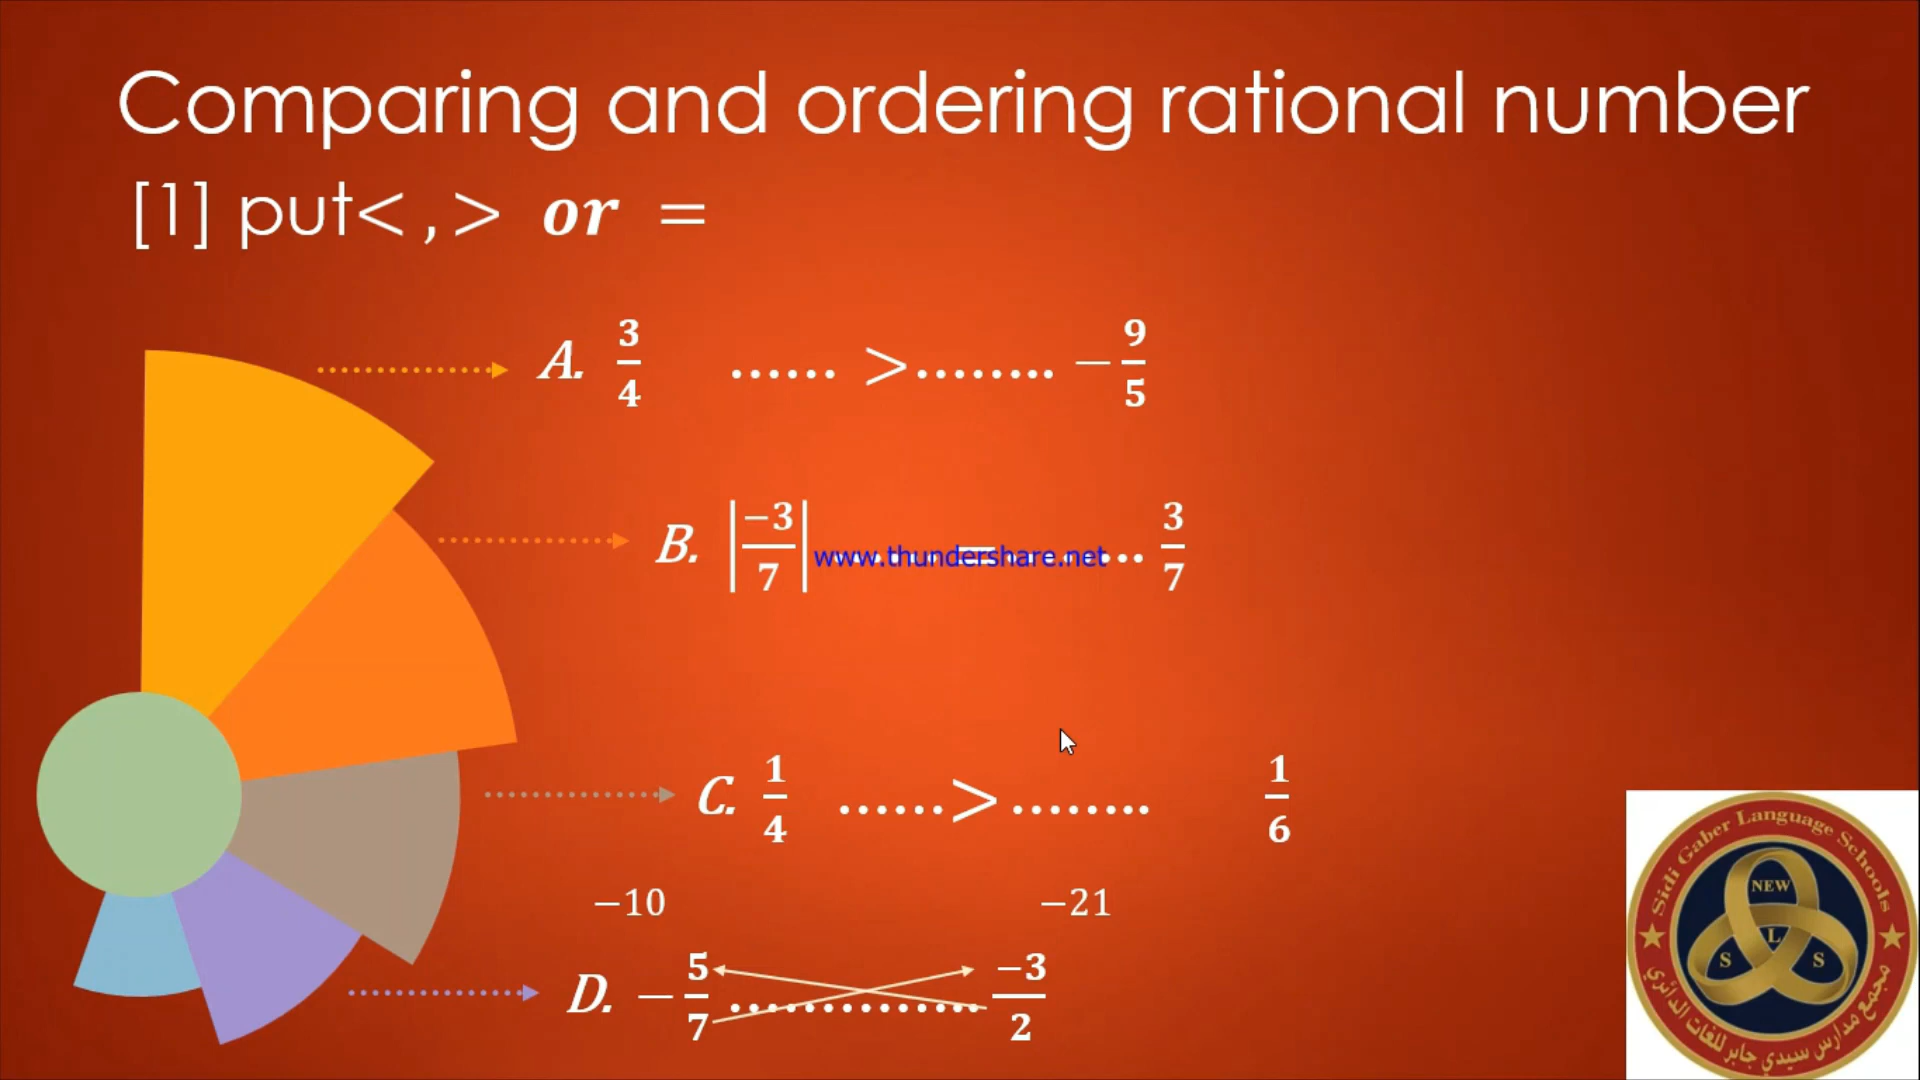 Comparing and ordering rational number
[1] put< , > or =
A. 3/4 ...... >........ −9/5
B. |−3/7| ...... =........ 3/7
www.thundershare.net
C. 1/4 ......>........ 1/6
−10 −21
D. −5/7 .............. −3/2
Sidi Gaber Language Schools
NEW
S L S
مجمع مدارس سيدي جابر للغات الدائري